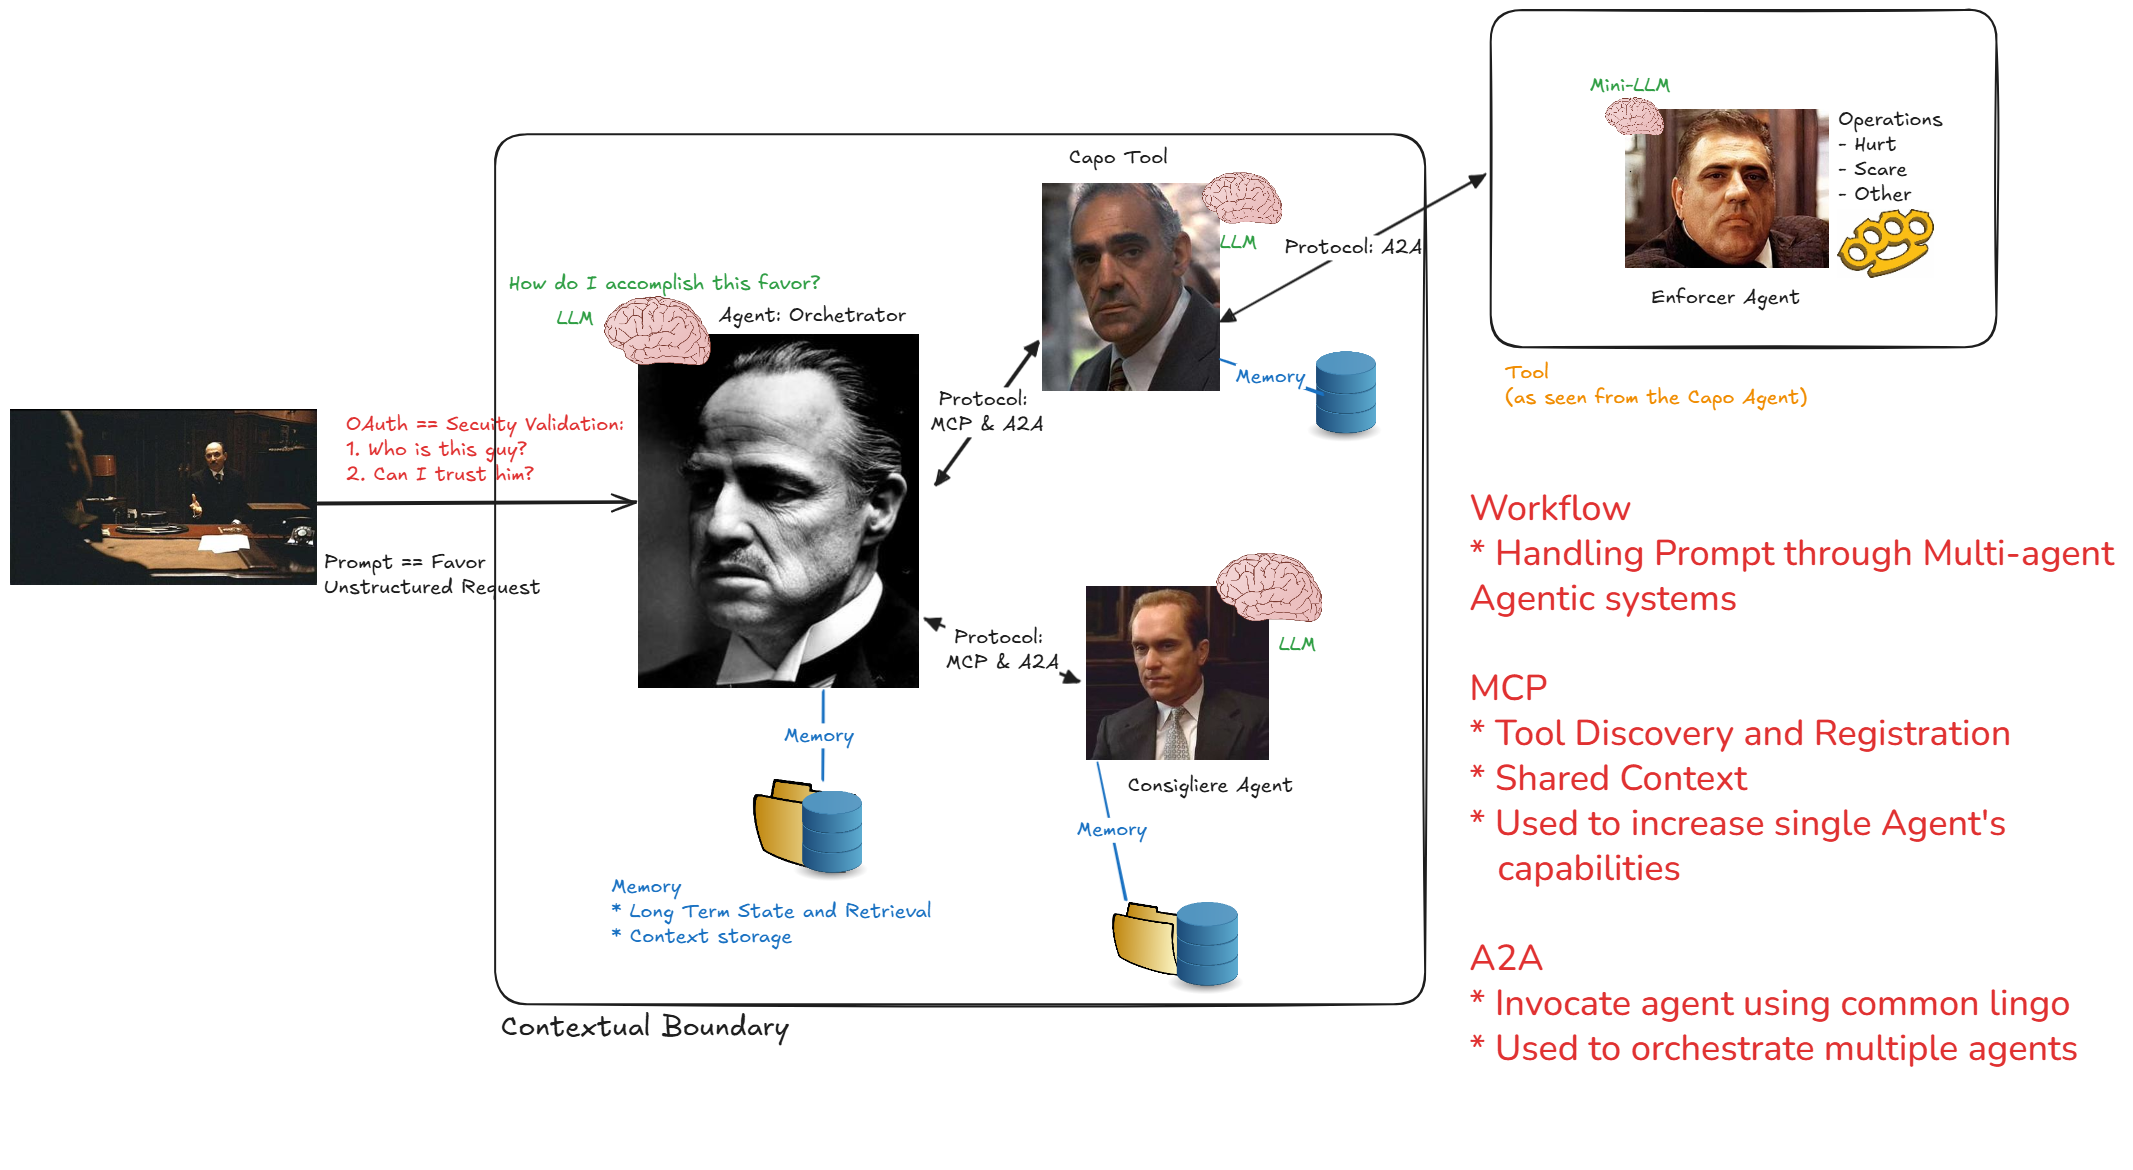 Mini-LLM
Operations
- Hurt
- Scare
- Other
Enforcer Agent
Tool
(as seen from the Capo Agent)
Capo Tool
LLM
Protocol: A2A
Memory
How do I accomplish this favor?
LLM
Agent: Orchetrator
Protocol:
MCP & A2A
OAuth == Secuity Validation:
1. Who is this guy?
2. Can I trust him?
Prompt == Favor
Unstructured Request
Protocol:
MCP & A2A
LLM
Consigliere Agent
Memory
Memory
Memory
* Long Term State and Retrieval
* Context storage
Contextual Boundary
Workflow
* Handling Prompt through Multi-agent
Agentic systems
MCP
* Tool Discovery and Registration
* Shared Context
* Used to increase single Agent's
capabilities
A2A
* Invocate agent using common lingo
* Used to orchestrate multiple agents